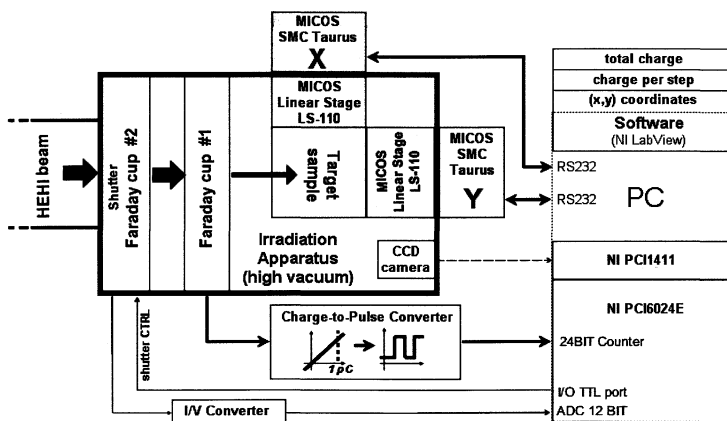 MICOS
SMC Taurus
X
MICOS
Linear Stage
LS-110
HEHI beam
Shutter
Faraday cup #2
Faraday cup #1
Target
sample
MICOS
Linear Stage
LS-110
MICOS
SMC
Taurus
Y
Irradiation
Apparatus
(high vacuum)
CCD
camera
total charge
charge per step
(x,y) coordinates
Software
(NI LabView)
RS232
RS232
PC
NI PCI1411
NI PCI6024E
24BIT Counter
I/O TTL port
ADC 12 BIT
shutter CTRL
Charge-to-Pulse Converter
1 pC
I/V Converter